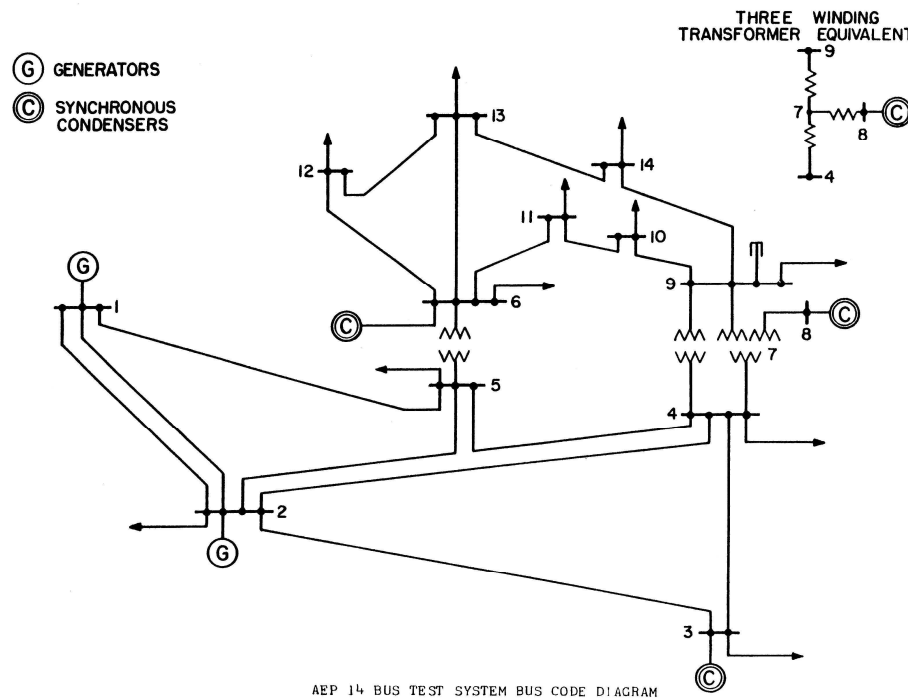 THREE WINDING
TRANSFORMER EQUIVALENT
9
7
8
C
4
G GENERATORS
C SYNCHRONOUS
CONDENSERS
13
12
14
11
10
G
1
6
9
C
8
C
7
5
4
2
G
3
C
AEP 14 BUS TEST SYSTEM BUS CODE DIAGRAM